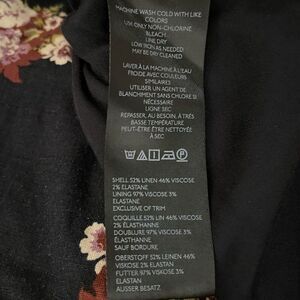 MACHINE WASH COLD WITH LIKE
COLORS
USE ONLY NON-CHLORINE
BLEACH
LINE DRY
LOW IRON AS NEEDED
MAY BE DRY CLEANED
LAVER À LA MACHINE À L'EAU
FROIDE AVEC COULEURS
SIMILAIRES
UTILISER UN AGENT DE
BLANCHIMENT SANS CHLORE SI
NÉCESSAIRE
LIGNE SEC
REPASSER, AU BESOIN, À TRÈS
BASSE TEMPÉRATURE
PEUT-ÊTRE ÊTRE NETTOYÉE
À SEC
SHELL 52% LINEN 46% VISCOSE
2% ELASTANE
LINING 97% VISCOSE 3%
ELASTANE
EXCLUSIVE OF TRIM
COQUILLE 52% LIN 46% VISCOSE
2% ÉLASTHANNE
DOUBLURE 97% VISCOSE 3%
ÉLASTHANNE
SAUF BORDURE
OBERSTOFF 52% LEINEN 46%
VISKOSE 2% ELASTAN
FUTTER 97% VISKOSE 3%
ELASTAN
AUSSER BESATZ